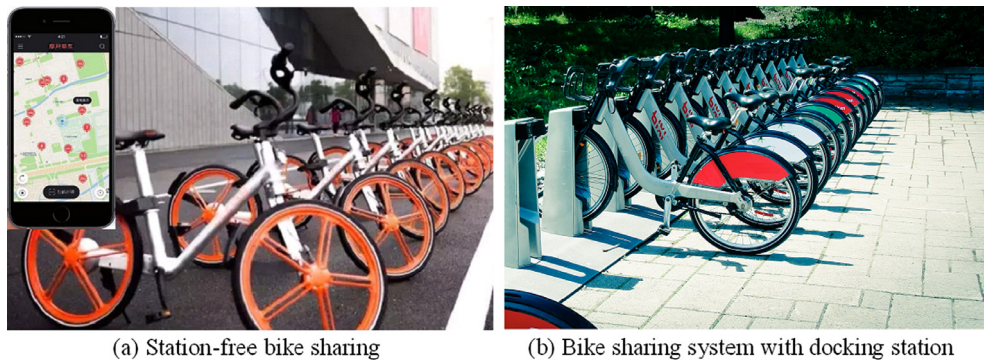 (a) Station-free bike sharing
(b) Bike sharing system with docking station